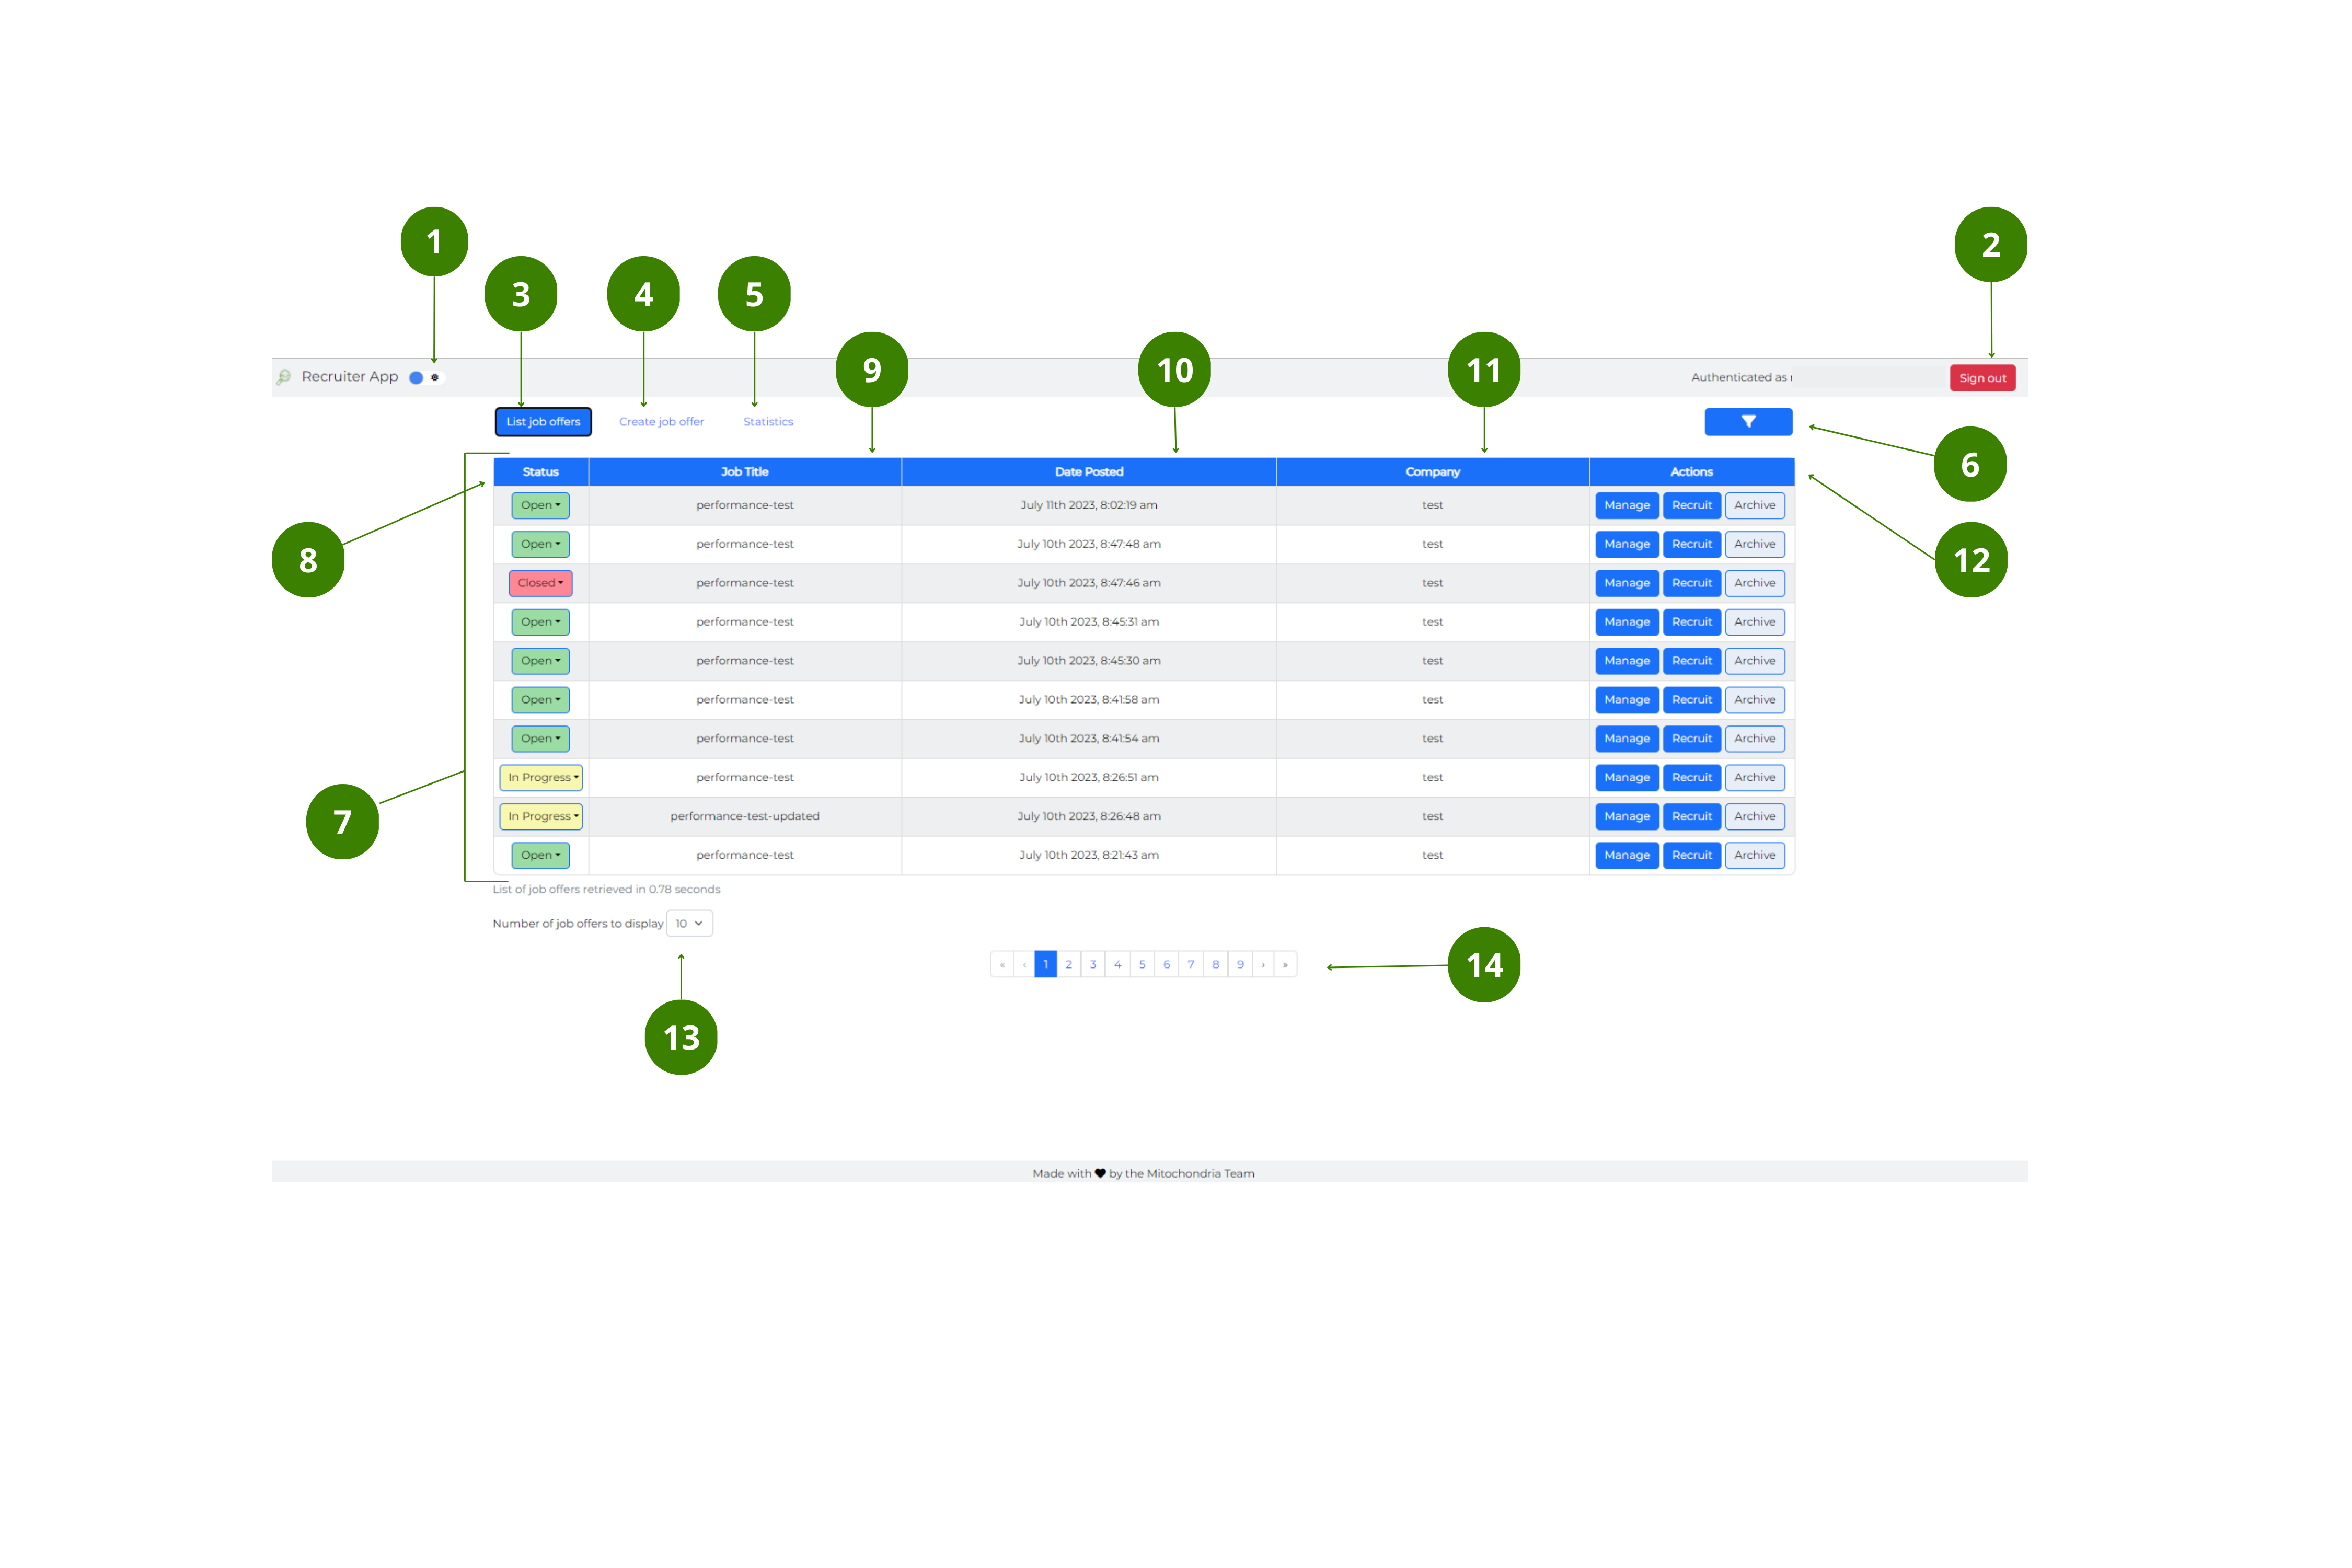 1
2
3
4
5
9
10
11
Recruiter App
Authenticated as
Sign out
List job offers
Create job offer
Statistics
6
Status Job Title Date Posted Company Actions
Open performance-test July 11th 2023, 8:02:19 am test Manage Recruit Archive
Open performance-test July 10th 2023, 8:47:48 am test Manage Recruit Archive
8
12
Closed performance-test July 10th 2023, 8:47:46 am test Manage Recruit Archive
Open performance-test July 10th 2023, 8:45:31 am test Manage Recruit Archive
Open performance-test July 10th 2023, 8:45:30 am test Manage Recruit Archive
Open performance-test July 10th 2023, 8:41:58 am test Manage Recruit Archive
Open performance-test July 10th 2023, 8:41:54 am test Manage Recruit Archive
In Progress performance-test July 10th 2023, 8:26:51 am test Manage Recruit Archive
7
In Progress performance-test-updated July 10th 2023, 8:26:48 am test Manage Recruit Archive
Open performance-test July 10th 2023, 8:21:43 am test Manage Recruit Archive
List of job offers retrieved in 0.78 seconds
Number of job offers to display 10
« ‹ 1 2 3 4 5 6 7 8 9 › »
14
13
Made with ♥ by the Mitochondria Team